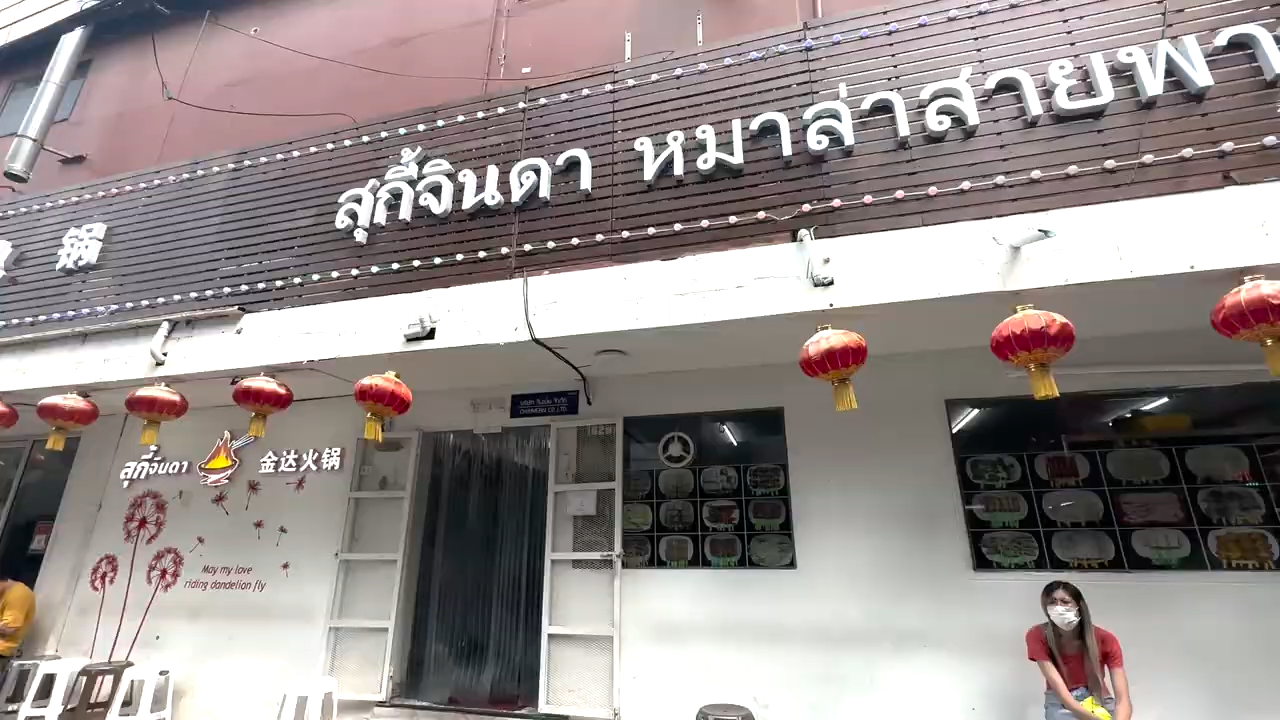 锅
สุกี้จินดา หมาล่าสายพา
สุกี้จินดา
金达火锅
May my love
riding dandelion fly